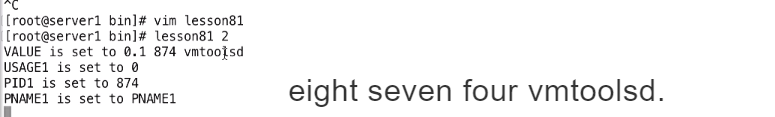 ^C
[root@server1 bin]# vim lesson81
[root@server1 bin]# lesson81 2
VALUE is set to 0.1 874 vmtoolsd
USAGE1 is set to 0
PID1 is set to 874
PNAME1 is set to PNAME1
eight seven four vmtoolsd.